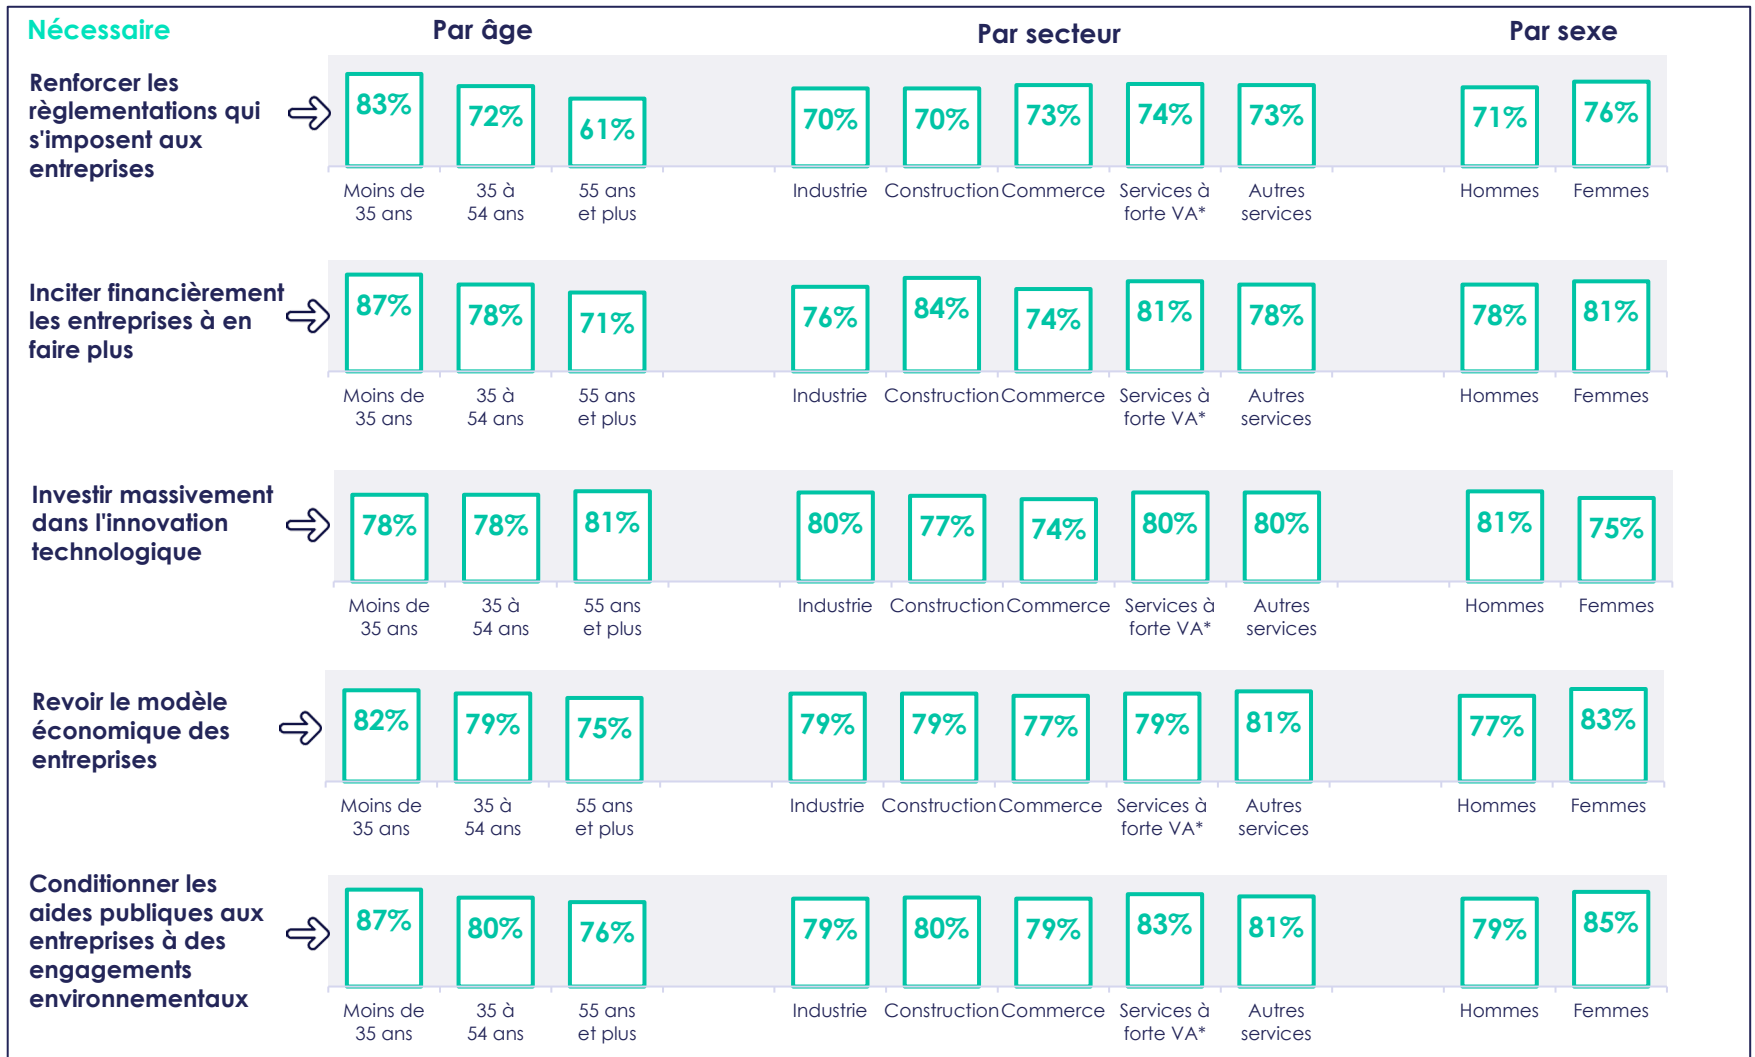 Nécessaire
Par âge
Par secteur
Par sexe
Renforcer les
règlementations qui
s'imposent aux
entreprises
83%
72%
61%
70%
70%
73%
74%
73%
71%
76%
Moins de
35 ans
35 à
54 ans
55 ans
et plus
Industrie
Construction
Commerce
Services à
forte VA*
Autres
services
Hommes
Femmes
Inciter financièrement
les entreprises à en
faire plus
87%
78%
71%
76%
84%
74%
81%
78%
78%
81%
Moins de
35 ans
35 à
54 ans
55 ans
et plus
Industrie
Construction
Commerce
Services à
forte VA*
Autres
services
Hommes
Femmes
Investir massivement
dans l'innovation
technologique
78%
78%
81%
80%
77%
74%
80%
80%
81%
75%
Moins de
35 ans
35 à
54 ans
55 ans
et plus
Industrie
Construction
Commerce
Services à
forte VA*
Autres
services
Hommes
Femmes
Revoir le modèle
économique des
entreprises
82%
79%
75%
79%
79%
77%
79%
81%
77%
83%
Moins de
35 ans
35 à
54 ans
55 ans
et plus
Industrie
Construction
Commerce
Services à
forte VA*
Autres
services
Hommes
Femmes
Conditionner les
aides publiques aux
entreprises à des
engagements
environnementaux
87%
80%
76%
79%
80%
79%
83%
81%
79%
85%
Moins de
35 ans
35 à
54 ans
55 ans
et plus
Industrie
Construction
Commerce
Services à
forte VA*
Autres
services
Hommes
Femmes